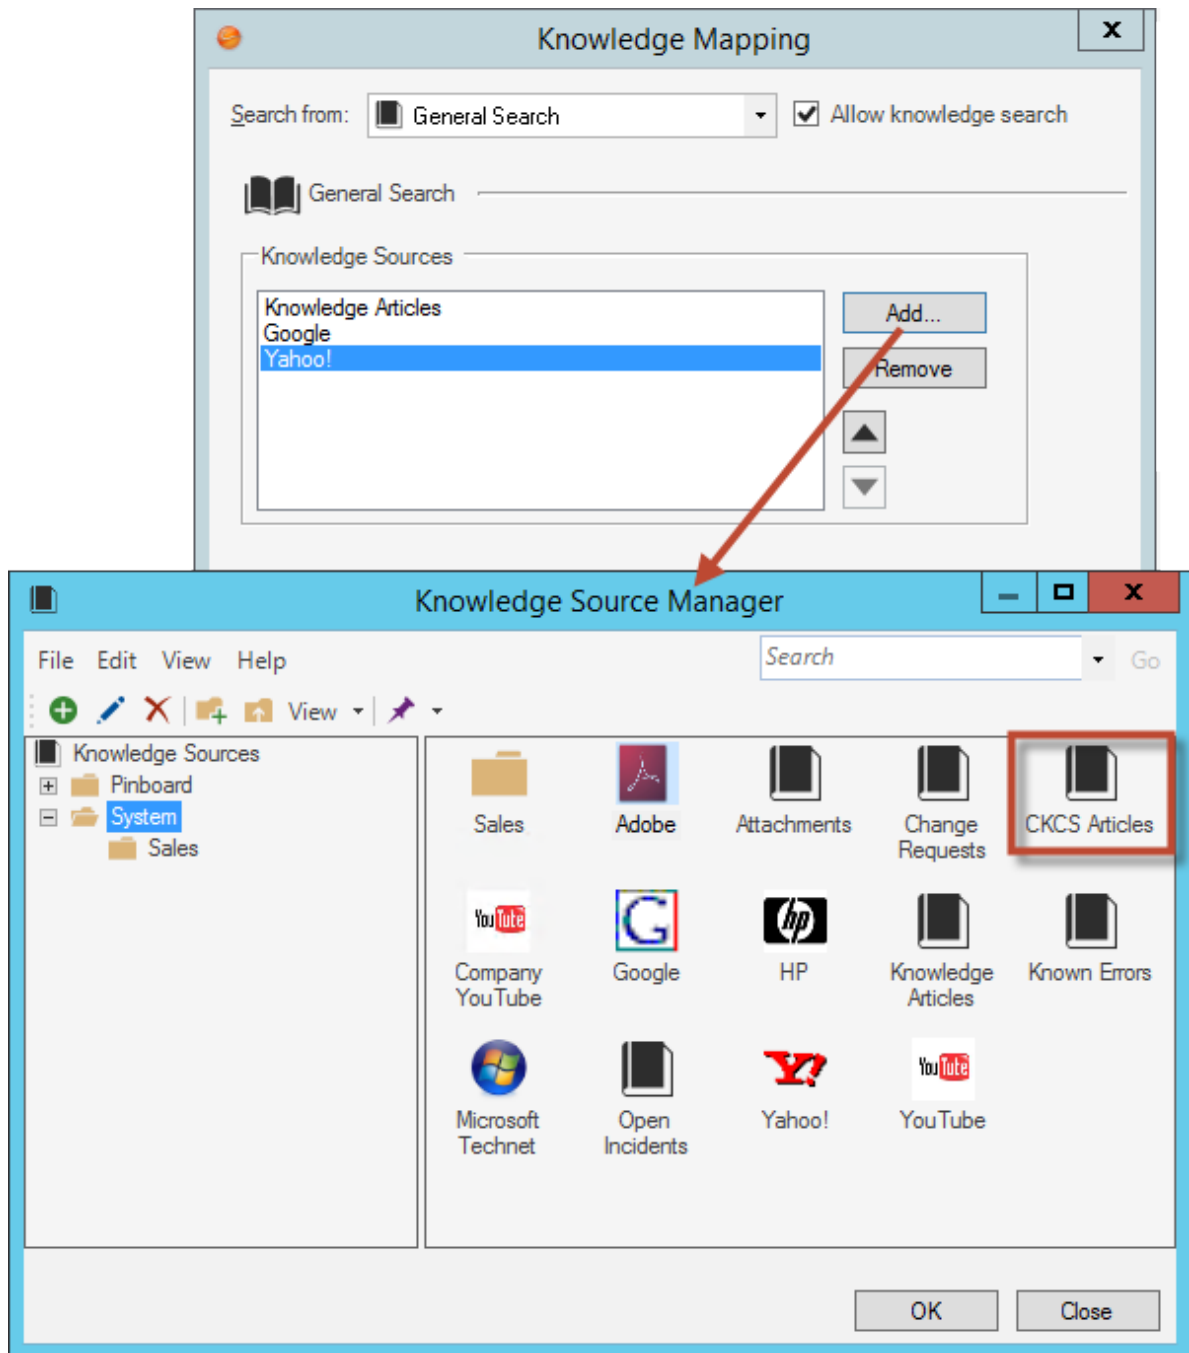 Knowledge Mapping
X
Search from:
General Search
Allow knowledge search
General Search
Knowledge Sources
Knowledge Articles
Google
Yahoo!
Add...
Remove
Knowledge Source Manager
X
File Edit View Help
Search
Go
View
Knowledge Sources
Pinboard
System
Sales
Sales
Adobe
Attachments
Change
Requests
CKCS Articles
You Tube
Company
YouTube
G
Google
hp
HP
Knowledge
Articles
Known Errors
Microsoft
Technet
Open
Incidents
Y!
Yahoo!
You Tube
YouTube
OK
Close